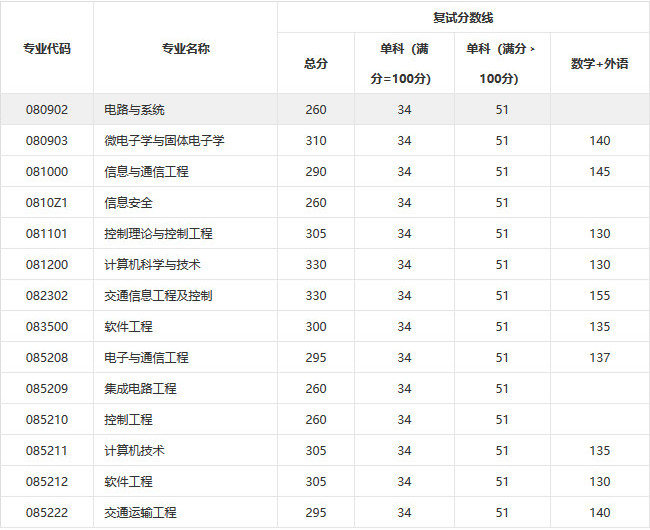 专业代码 专业名称 复试分数线
总分 单科（满分=100分） 单科（满分﹥100分） 数学+外语
080902 电路与系统 260 34 51
080903 微电子学与固体电子学 310 34 51 140
081000 信息与通信工程 290 34 51 145
0810Z1 信息安全 260 34 51
081101 控制理论与控制工程 305 34 51 130
081200 计算机科学与技术 330 34 51 130
082302 交通信息工程及控制 330 34 51 155
083500 软件工程 300 34 51 135
085208 电子与通信工程 295 34 51 137
085209 集成电路工程 260 34 51
085210 控制工程 260 34 51
085211 计算机技术 305 34 51 135
085212 软件工程 305 34 51 130
085222 交通运输工程 295 34 51 140